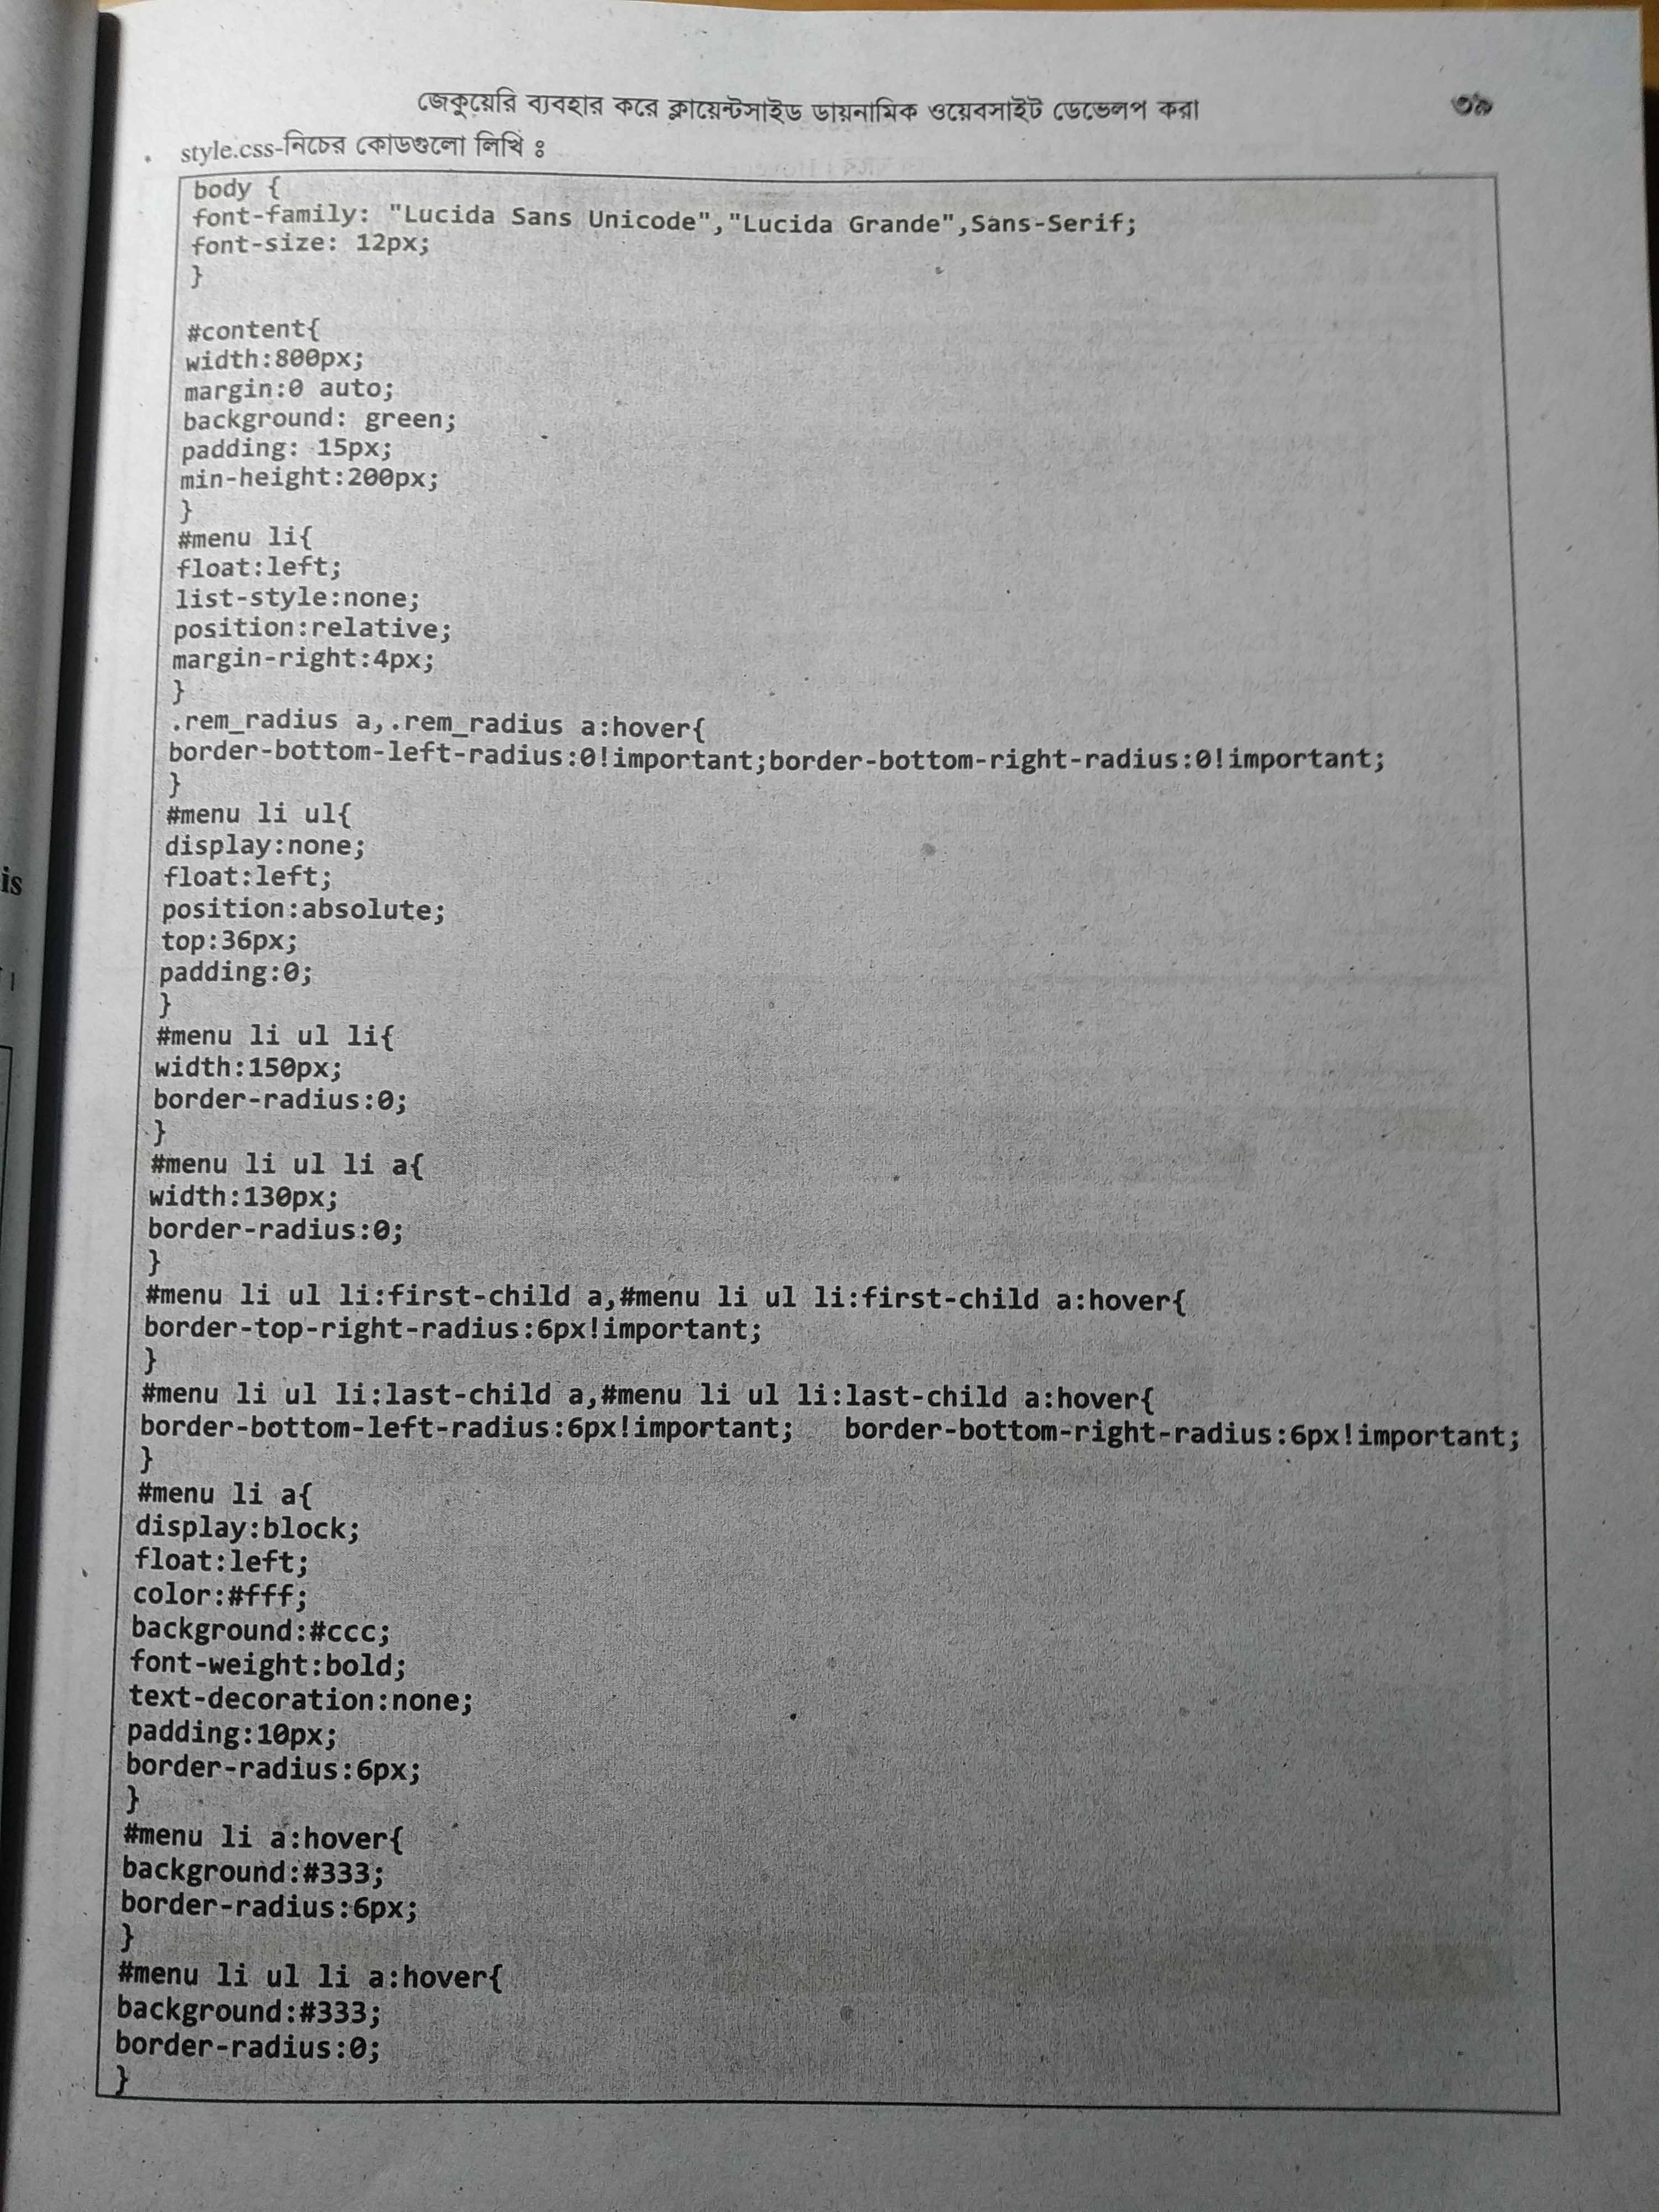 জেকুয়েরি ব্যবহার করে ক্লায়েন্টসাইড ডায়নামিক ওয়েবসাইট ডেভেলপ করা ৩৯
style.css-নিচের কোডগুলো লিখি ঃ
body {
font-family: "Lucida Sans Unicode","Lucida Grande",Sans-Serif;
font-size: 12px;
}
#content{
width:800px;
margin:0 auto;
background: green;
padding: 15px;
min-height:200px;
}
#menu li{
float:left;
list-style:none;
position:relative;
margin-right:4px;
}
.rem_radius a,.rem_radius a:hover{
border-bottom-left-radius:0!important;border-bottom-right-radius:0!important;
}
#menu li ul{
display:none;
float:left;
position:absolute;
top:36px;
padding:0;
}
#menu li ul li{
width:150px;
border-radius:0;
}
#menu li ul li a{
width:130px;
border-radius:0;
}
#menu li ul li:first-child a,#menu li ul li:first-child a:hover{
border-top-right-radius:6px!important;
}
#menu li ul li:last-child a,#menu li ul li:last-child a:hover{
border-bottom-left-radius:6px!important; border-bottom-right-radius:6px!important;
}
#menu li a{
display:block;
float:left;
color:#fff;
background:#ccc;
font-weight:bold;
text-decoration:none;
padding:10px;
border-radius:6px;
}
#menu li a:hover{
background:#333;
border-radius:6px;
}
#menu li ul li a:hover{
background:#333;
border-radius:0;
}
is